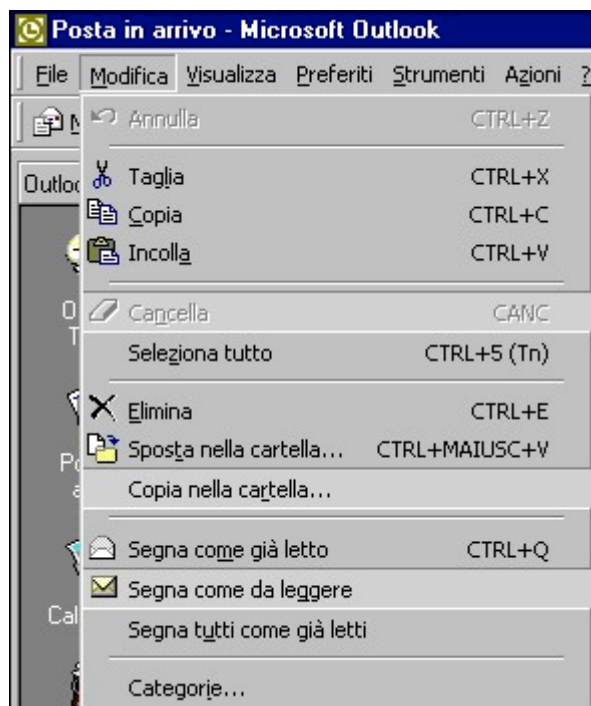 Posta in arrivo - Microsoft Outlook
File Modifica Visualizza Preferiti Strumenti Azioni ?
Annulla CTRL+Z
Outloo
Taglia CTRL+X
Copia CTRL+C
Incolla CTRL+V
Cancella CANC
Seleziona tutto CTRL+5 (Tn)
Elimina CTRL+E
Sposta nella cartella... CTRL+MAIUSC+V
Copia nella cartella...
Segna come già letto CTRL+Q
Segna come da leggere
Cal
Segna tutti come già letti
Categorie...